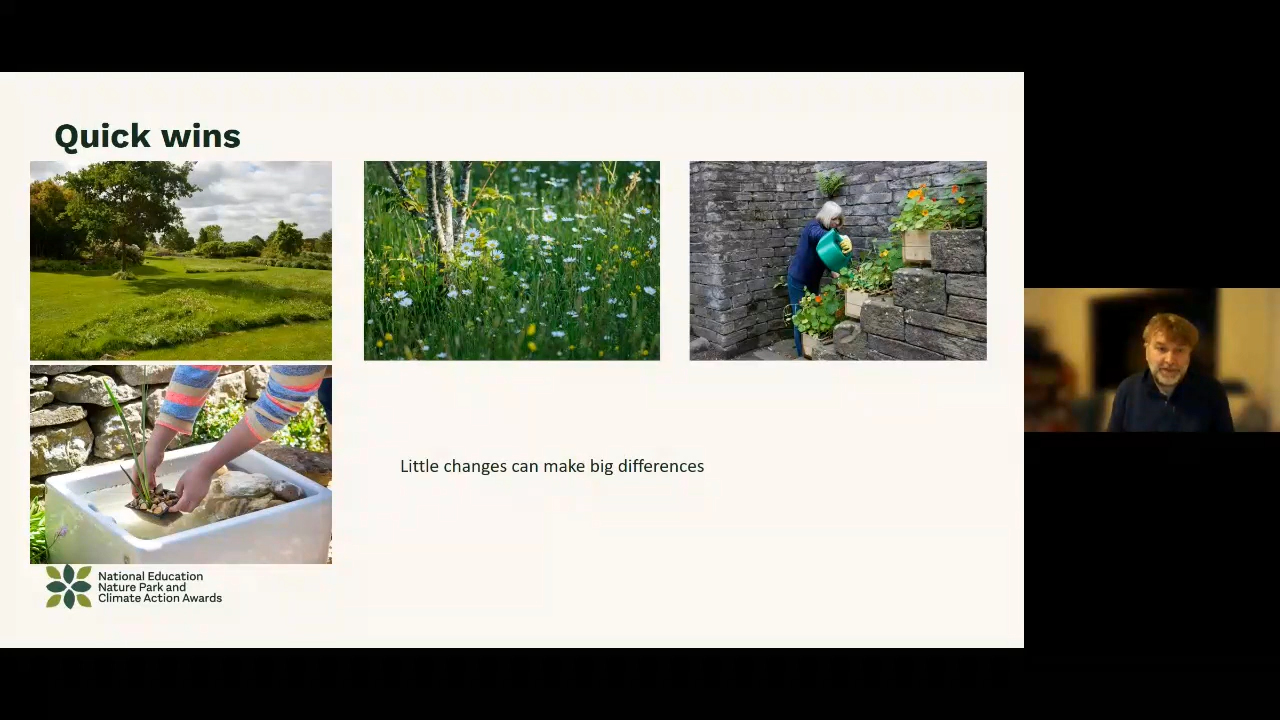 Quick wins
Little changes can make big differences
National Education
Nature Park and
Climate Action Awards